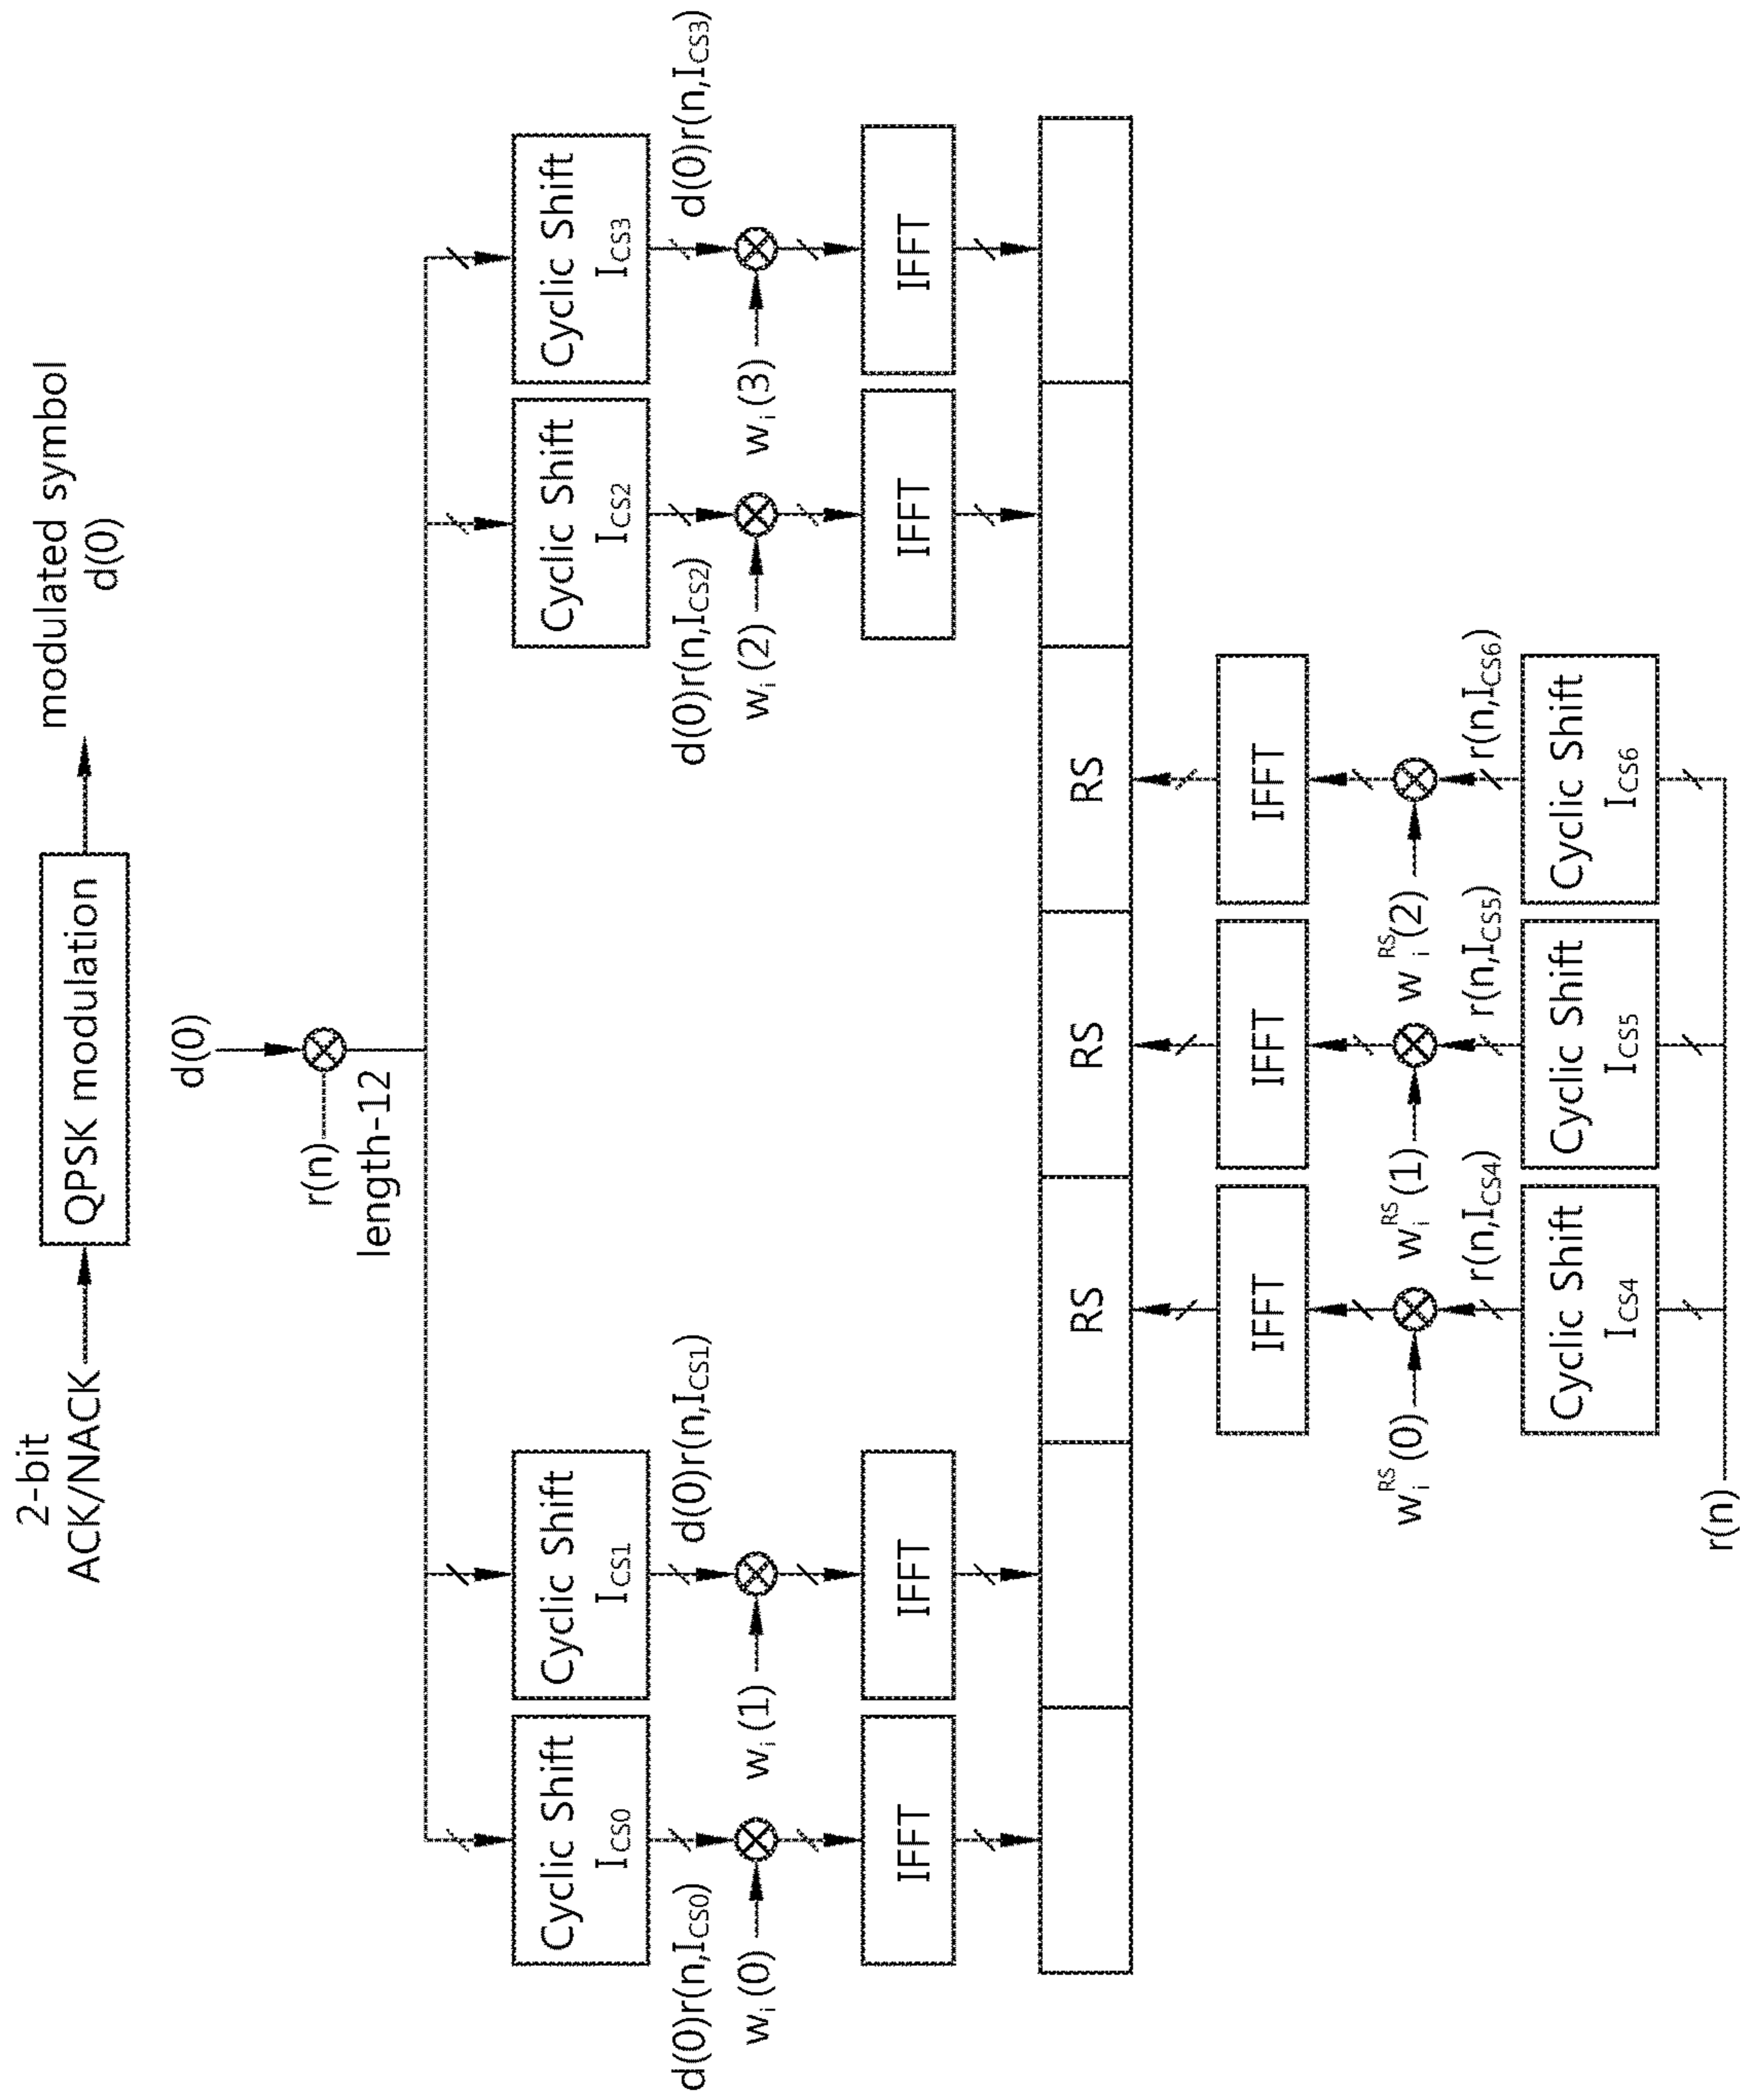 2-bit
ACK/NACK
QPSK modulation
modulated symbol
d(0)
d(0)
r(n)
length-12
Cyclic Shift
I_CS0
Cyclic Shift
I_CS1
Cyclic Shift
I_CS2
Cyclic Shift
I_CS3
d(0)r(n,I_CS0)
d(0)r(n,I_CS1)
d(0)r(n,I_CS2)
d(0)r(n,I_CS3)
w_i(0)
w_i(1)
w_i(2)
w_i(3)
IFFT
IFFT
IFFT
IFFT
RS
RS
RS
IFFT
IFFT
IFFT
w_i^RS(0)
w_i^RS(1)
w_i^RS(2)
r(n,I_CS4)
r(n,I_CS5)
r(n,I_CS6)
Cyclic Shift
I_CS4
Cyclic Shift
I_CS5
Cyclic Shift
I_CS6
r(n)